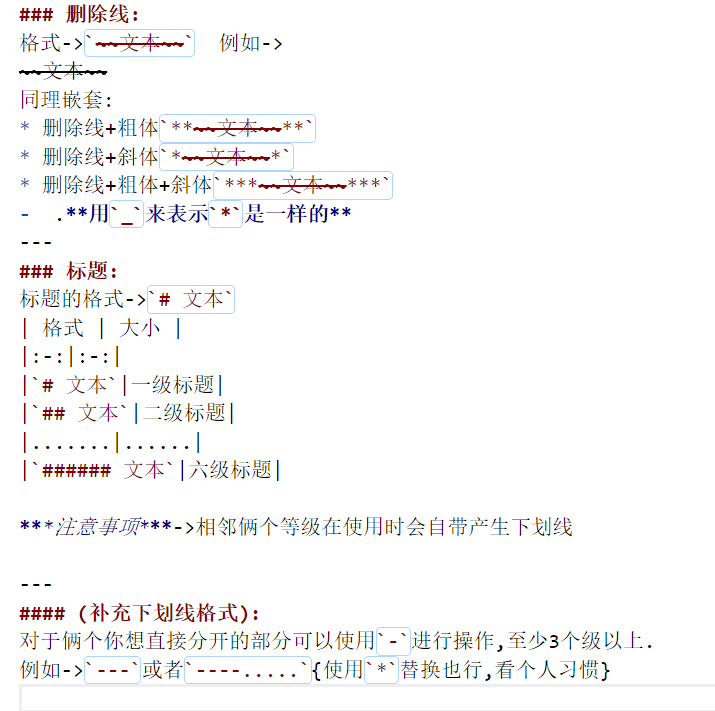 ### 删除线:
格式->`~~文本~~`  例如->
~~文本~~
同理嵌套:
* 删除线+粗体`**~~文本~~**`
* 删除线+斜体`*~~文本~~*`
* 删除线+粗体+斜体`***~~文本~~***`
-  .**用`_`来表示`*`是一样的**
---
### 标题:
标题的格式->`# 文本`
| 格式 | 大小 |
|:-:|:-:|
|`# 文本`|一级标题|
|`## 文本`|二级标题|
|.......|......|
|`###### 文本`|六级标题|
***注意事项***->相邻俩个等级在使用时会自带产生下划线
---
#### (补充下划线格式):
对于俩个你想直接分开的部分可以使用`-`进行操作,至少3个级以上.
例如->`---`或者`----.....`{使用`*`替换也行,看个人习惯}